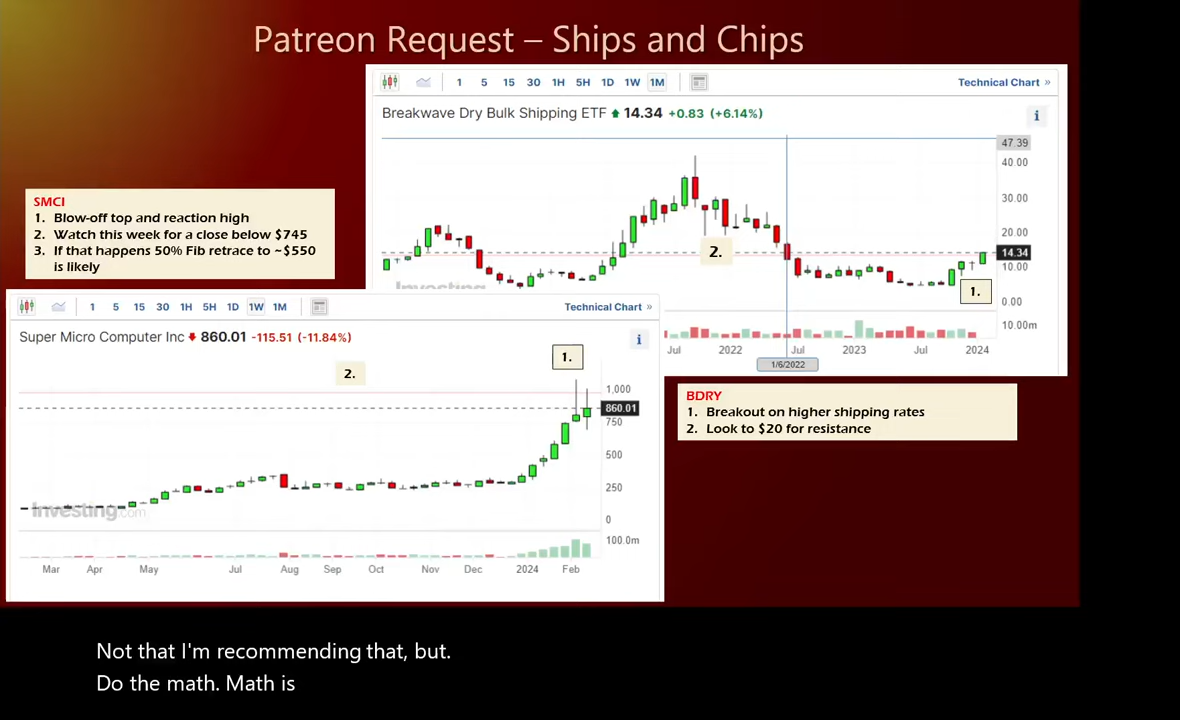 Patreon Request – Ships and Chips
1 5 15 30 1H 5H 1D 1W 1M
Technical Chart »
Breakwave Dry Bulk Shipping ETF 14.34 +0.83 (+6.14%)
i
47.39
40.00
30.00
20.00
14.34
10.00
0.00
10.00m
2.
1.
Investing
Jul 2022 Jul 2023 Jul 2024
1/6/2022
SMCI
1. Blow-off top and reaction high
2. Watch this week for a close below $745
3. If that happens 50% Fib retrace to ~$550
is likely
1 5 15 30 1H 5H 1D 1W 1M
Technical Chart »
Super Micro Computer Inc 860.01 -115.51 (-11.84%)
i
1.
2.
1,000
860.01
750
500
250
0
100.0m
Investing.com
Mar Apr May Jul Aug Sep Oct Nov Dec 2024 Feb
BDRY
1. Breakout on higher shipping rates
2. Look to $20 for resistance
Not that I'm recommending that, but.
Do the math. Math is